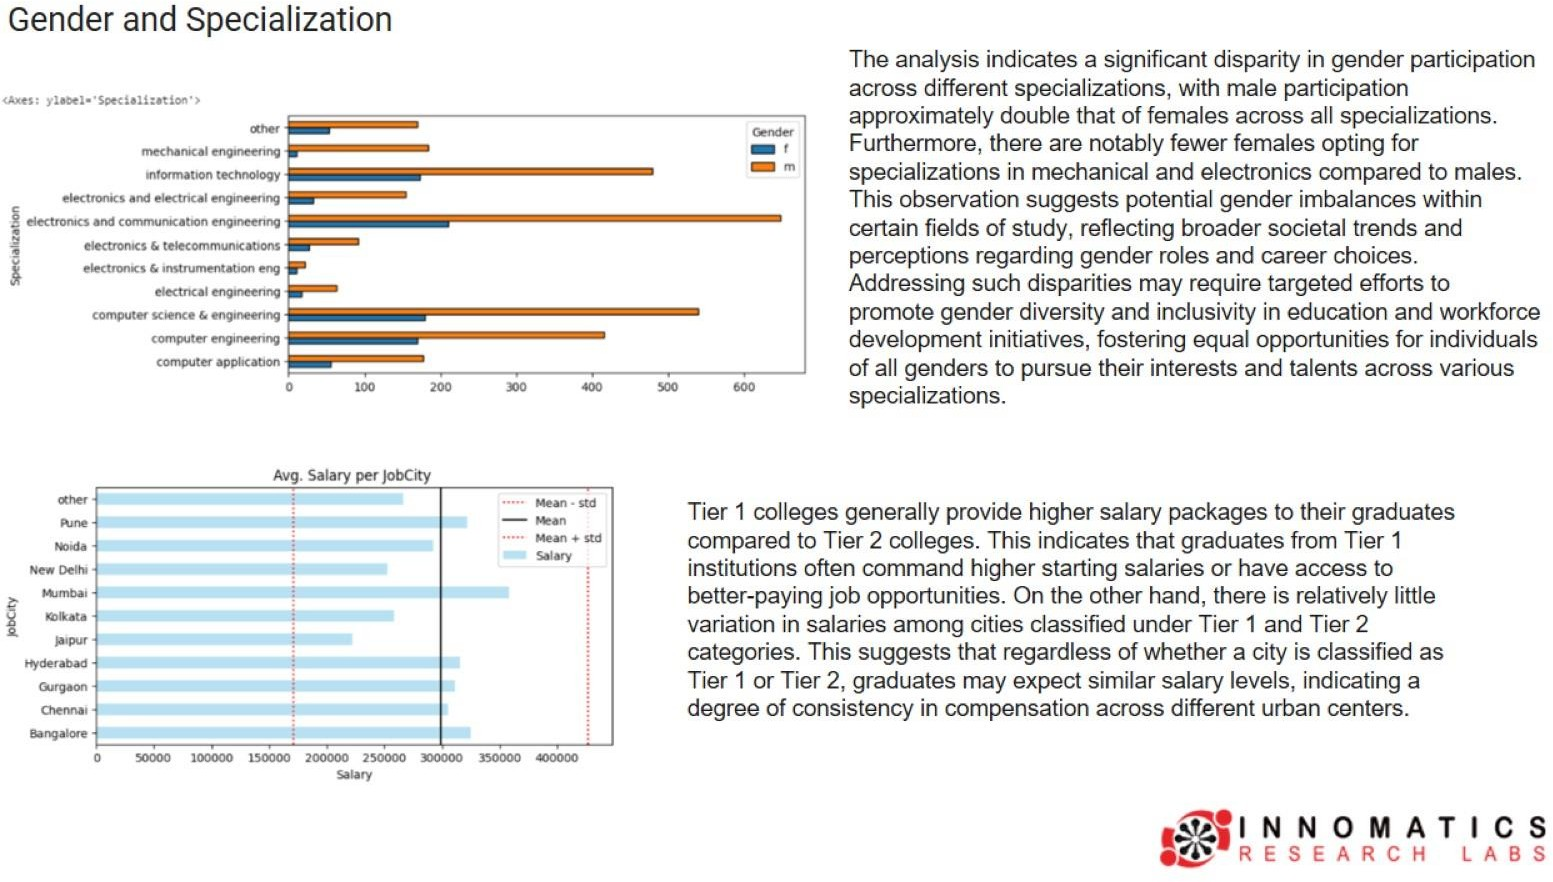 Gender and Specialization
<Axes: ylabel='Specialization'>
The analysis indicates a significant disparity in gender participation
across different specializations, with male participation
approximately double that of females across all specializations.
Furthermore, there are notably fewer females opting for
specializations in mechanical and electronics compared to males.
This observation suggests potential gender imbalances within
certain fields of study, reflecting broader societal trends and
perceptions regarding gender roles and career choices.
Addressing such disparities may require targeted efforts to
promote gender diversity and inclusivity in education and workforce
development initiatives, fostering equal opportunities for individuals
of all genders to pursue their interests and talents across various
specializations.
Specialization
other
mechanical engineering
information technology
electronics and electrical engineering
electronics and communication engineering
electronics & telecommunications
electronics & instrumentation eng
electrical engineering
computer science & engineering
computer engineering
computer application
0 100 200 300 400 500 600
Gender
f
m
Avg. Salary per JobCity
JobCity
other
Pune
Noida
New Delhi
Mumbai
Kolkata
Jaipur
Hyderabad
Gurgaon
Chennai
Bangalore
0 50000 100000 150000 200000 250000 300000 350000 400000
Salary
Mean - std
Mean
Mean + std
Salary
Tier 1 colleges generally provide higher salary packages to their graduates
compared to Tier 2 colleges. This indicates that graduates from Tier 1
institutions often command higher starting salaries or have access to
better-paying job opportunities. On the other hand, there is relatively little
variation in salaries among cities classified under Tier 1 and Tier 2
categories. This suggests that regardless of whether a city is classified as
Tier 1 or Tier 2, graduates may expect similar salary levels, indicating a
degree of consistency in compensation across different urban centers.
INNOMATICS
RESEARCH LABS